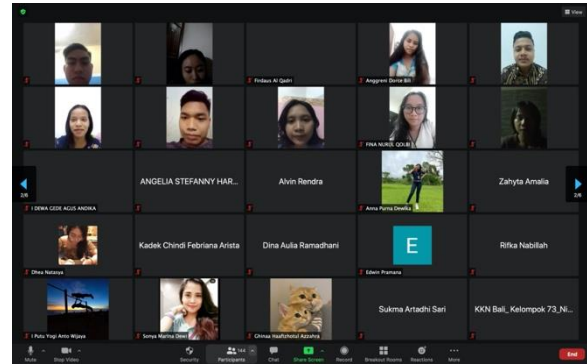 View
Findaus Al Qadri
Anggreni Dorce Bili
FINA NURUL QOLBI
2/6
2/6
I DEWA GEDE AGUS ANDIKA
ANGELIA STEFANNY HAR...
Alvin Rendra
Anna Purna Dewika
Zahyta Amalia
Dhea Natasya
Kadek Chindi Febriana Arista
Dina Aulia Ramadhani
E
Edwin Pramana
Rifka Nabillah
I Putu Yogi Anto Wijaya
Sonya Marina Dewi
Ghinaa Hsafizhotul Azzahra
Sukma Artadhi Sari
KKN Bali_ Kelompok 73_Ni...
Mute
Stop Video
Security
Participants
144
Chat
Share Screen
Record
Breakout Rooms
Reactions
More
End